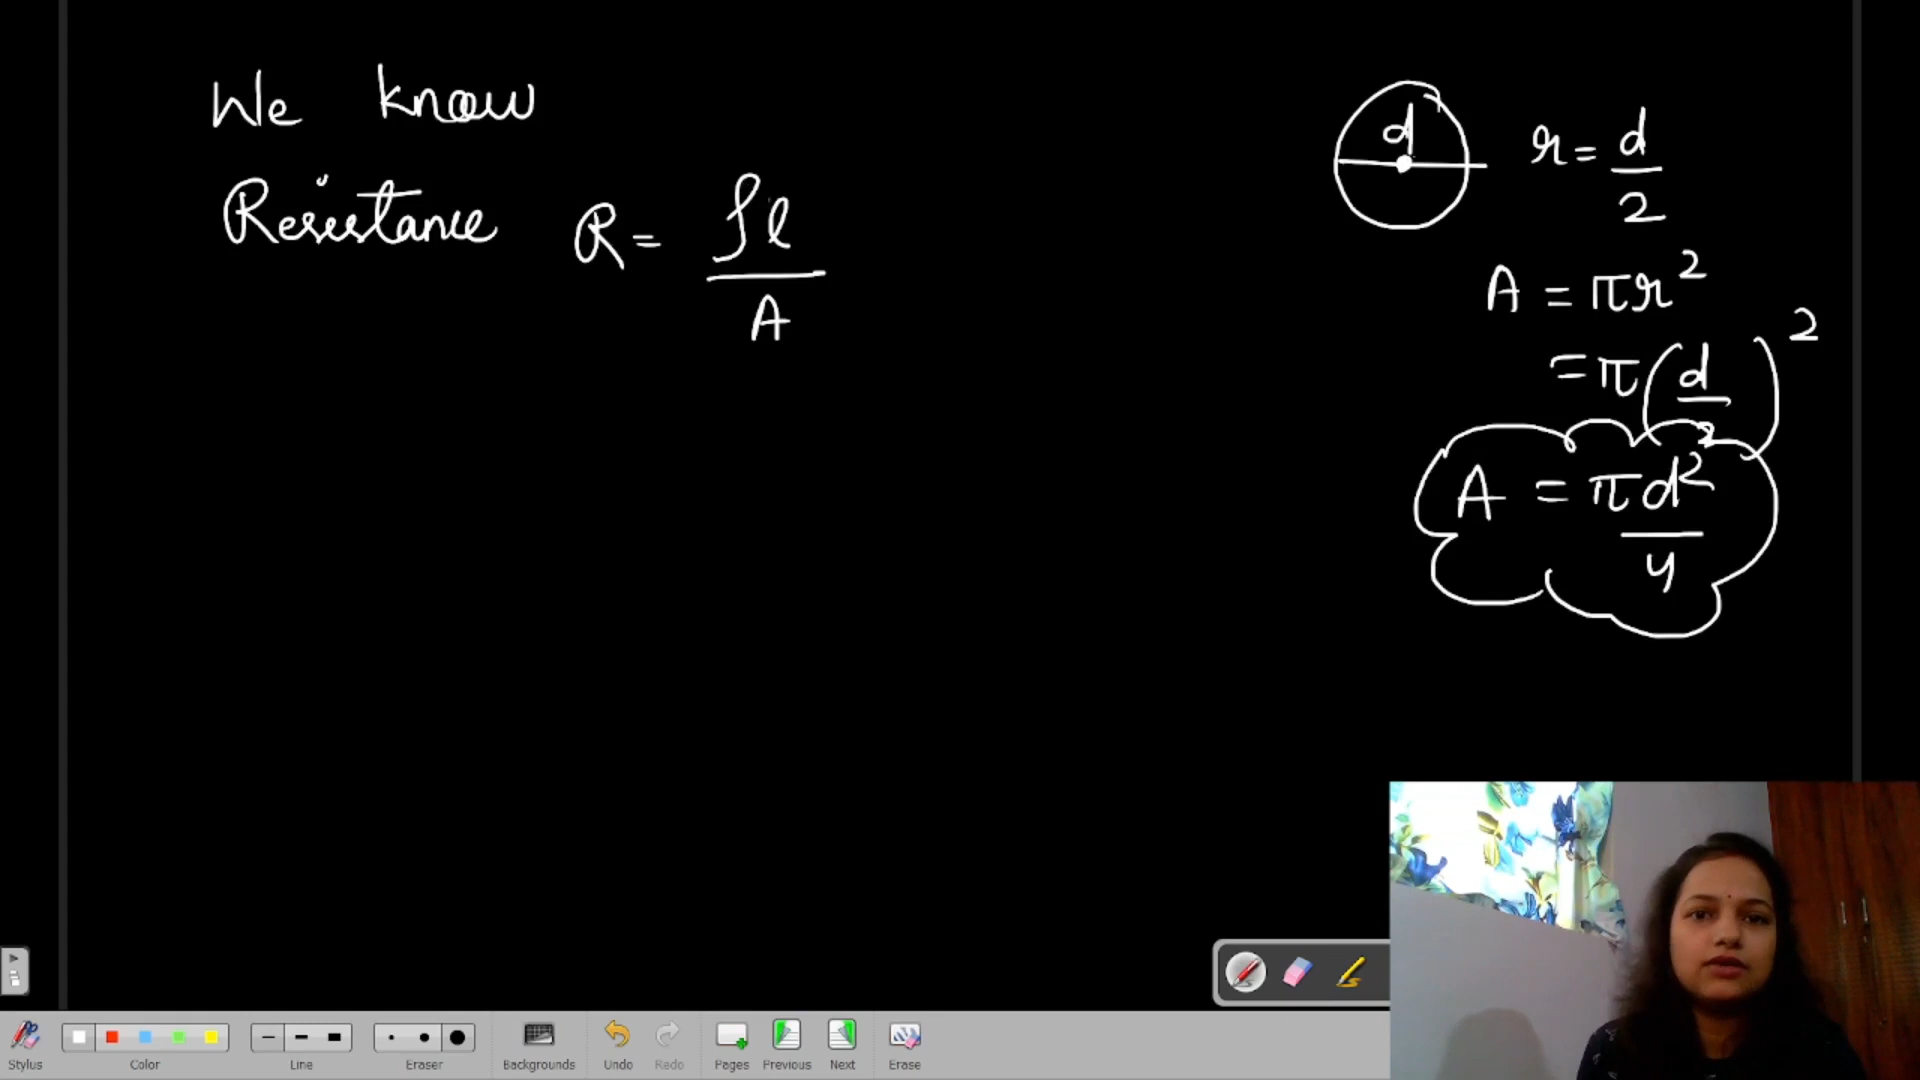 We know
Resistance R = ρl/A
d
r = d/2
A = πr²
= π(d/2)²
A = πd²/4
Stylus Color Line Eraser Backgrounds Undo Redo Pages Previous Next Erase